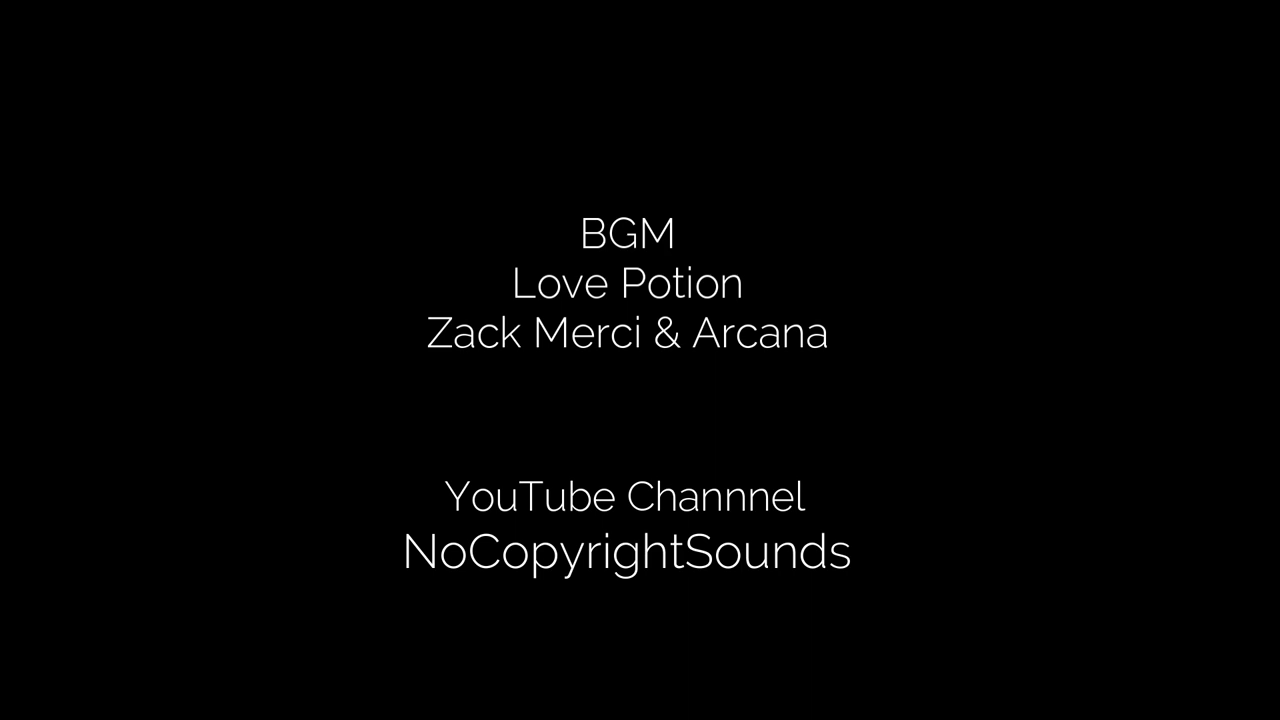 BGM
Love Potion
Zack Merci & Arcana
YouTube Channnel
NoCopyrightSounds